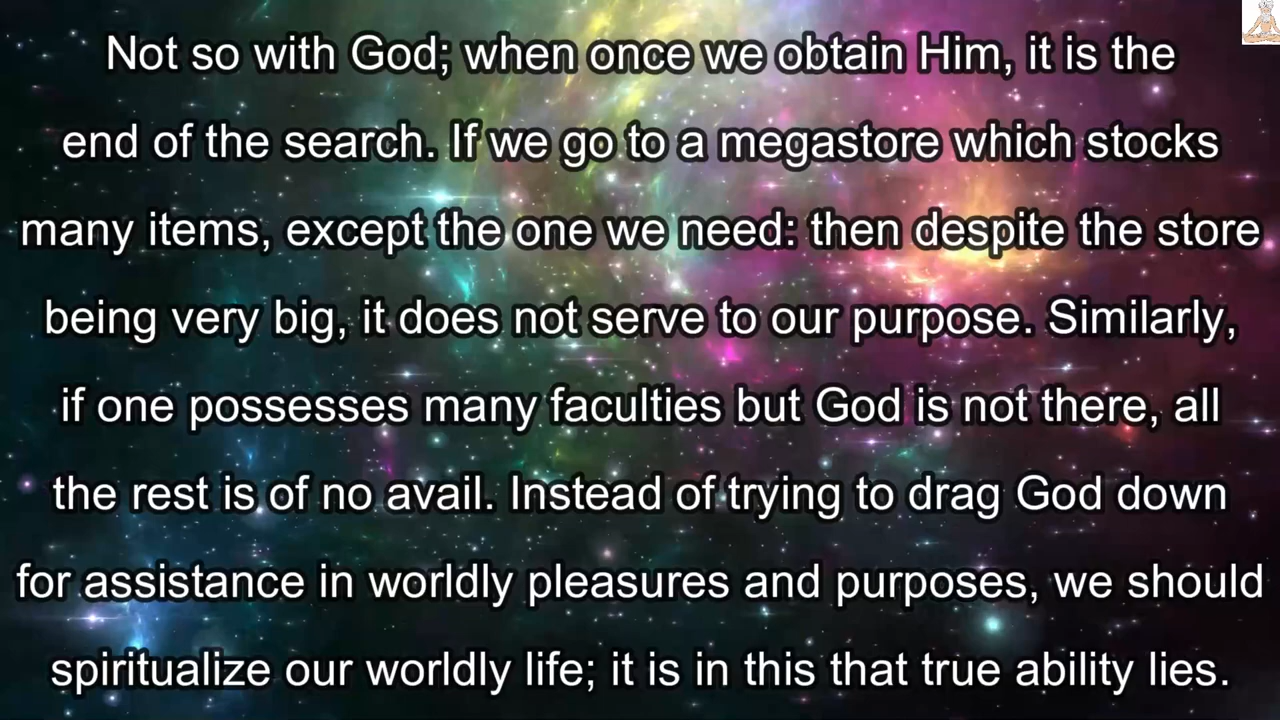 Not so with God; when once we obtain Him, it is the
end of the search. If we go to a megastore which stocks
many items, except the one we need: then despite the store
being very big, it does not serve to our purpose. Similarly,
if one possesses many faculties but God is not there, all
the rest is of no avail. Instead of trying to drag God down
for assistance in worldly pleasures and purposes, we should
spiritualize our worldly life; it is in this that true ability lies.